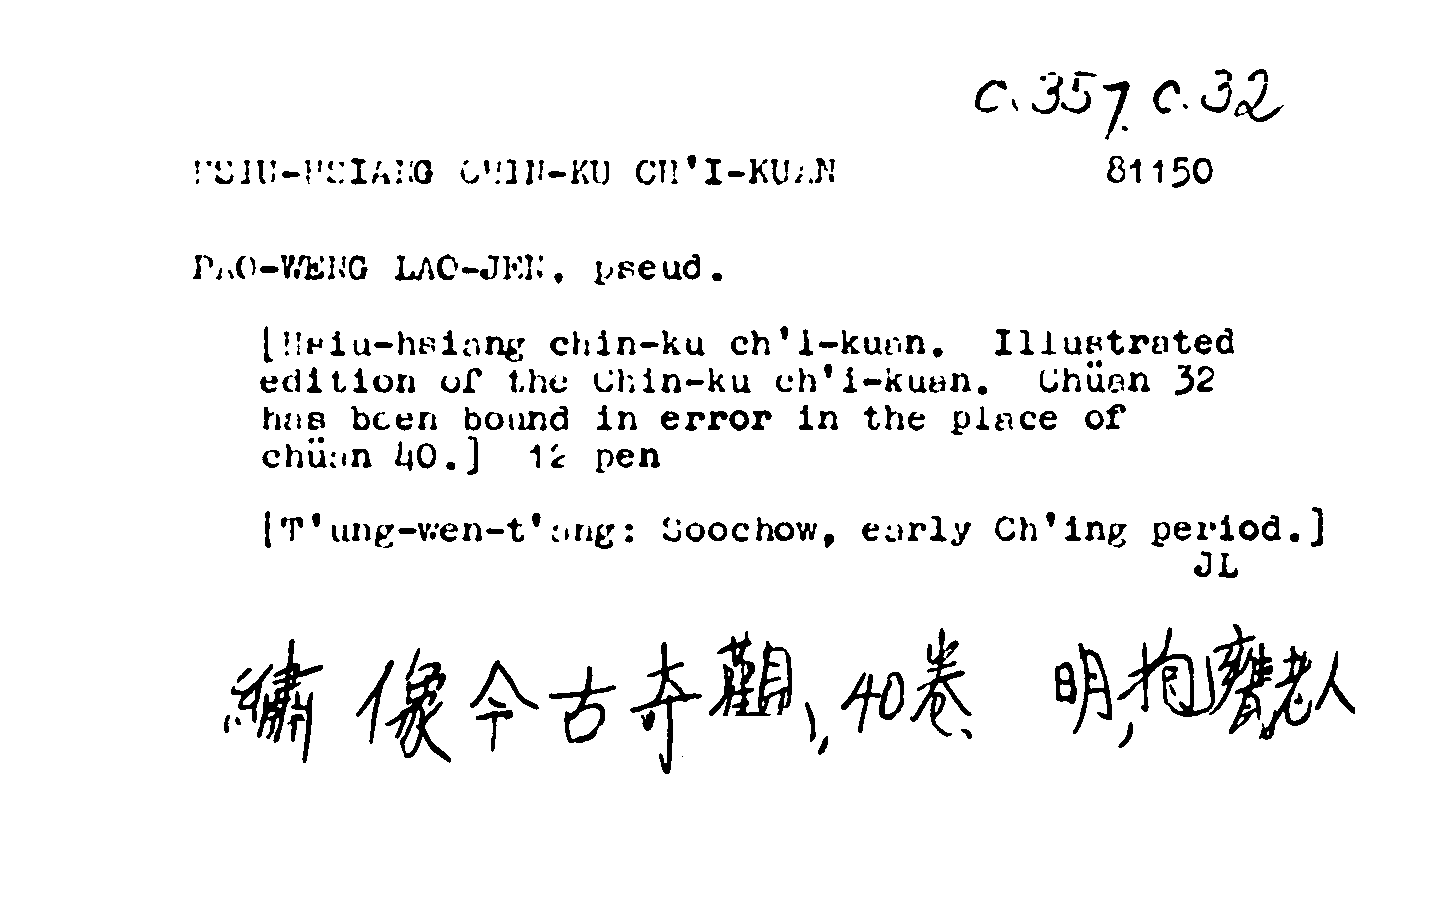 c. 357. c. 32
HSIU-HSIANG CHIN-KU CH'I-KUAN 81150
PAO-WENG LAO-JEN, pseud.
[Hsiu-hsiang chin-ku ch'i-kuan. Illustrated
edition of the Chin-ku ch'i-kuan. Chüan 32
has been bound in error in the place of
chüan 40.] 12 pen
[T'ung-wen-t'ang: Soochow, early Ch'ing period.]
JL
繡像今古奇觀, 40卷 明, 抱甕老人